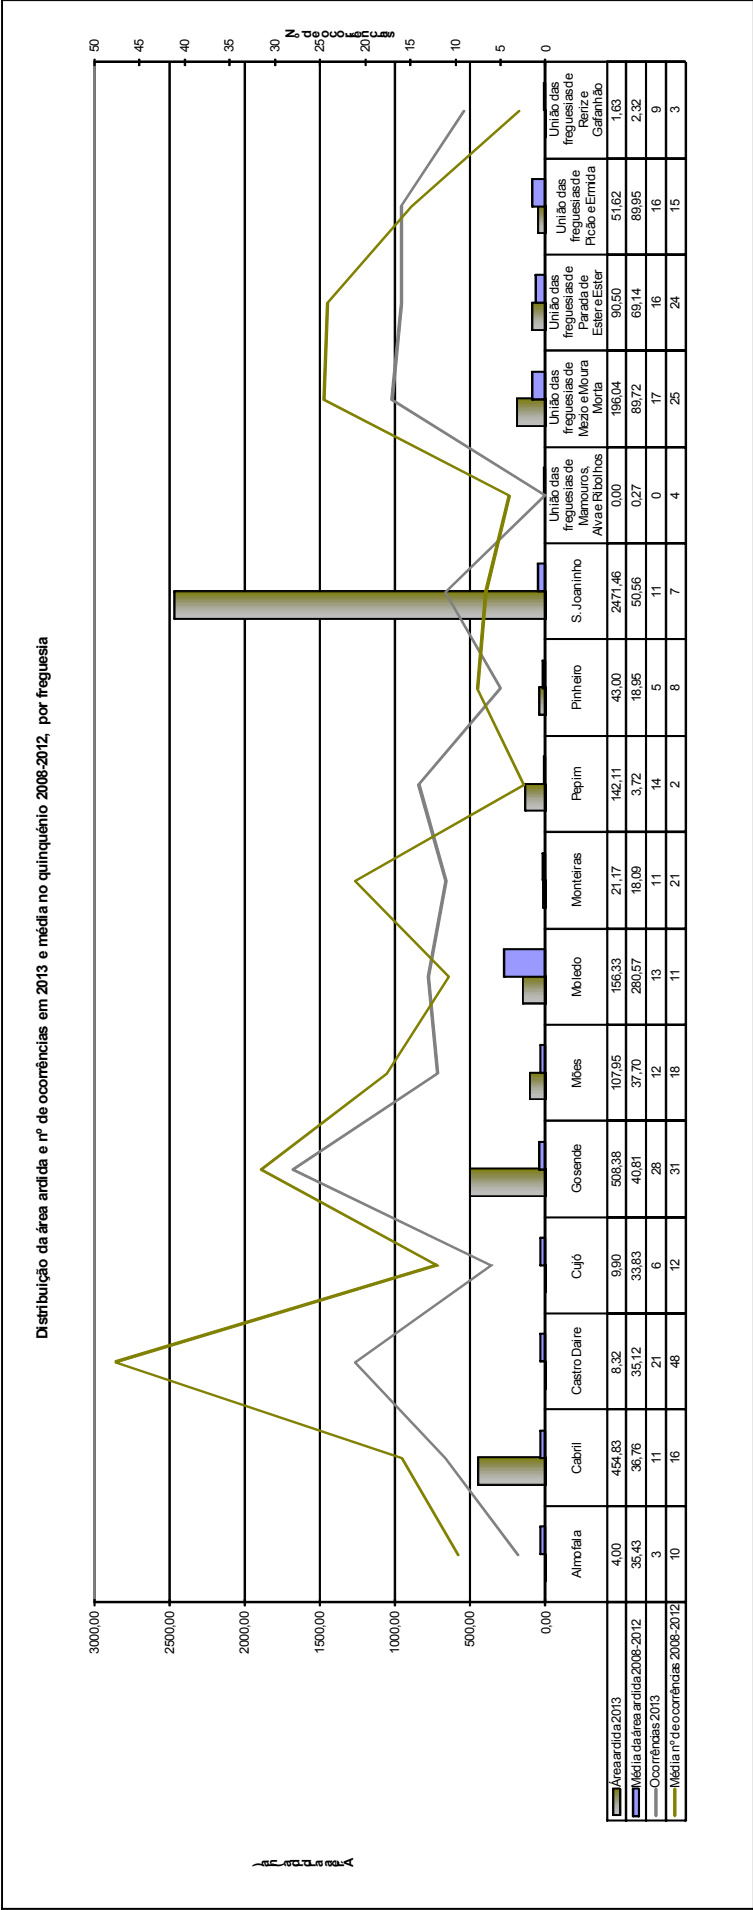 Distribuição da área ardida e nº de ocorrências em 2013 e média no quinquénio 2008-2012, por freguesia
3000,00
2500,00
2000,00
1500,00
1000,00
500,00
0,00
50
45
40
35
30
25
20
15
10
5
0
Nº de ocorrências
Almofala Cabril Castro Daire Cujó Gosende Mões Moledo Monteiras Pepim Pinheiro S. Joaninho União das freguesias de Mamouros, Alva e Ribolhos União das freguesias de Mezio e Moura Morta União das freguesias de Parada de Ester e Ester União das freguesias de Picão e Ermida União das freguesias de Reriz e Gafanhão
Área ardida 2013 4,00 454,83 8,32 9,90 508,38 107,95 156,33 21,17 142,11 43,00 2471,46 0,00 196,04 90,50 51,62 1,63
Média da área ardida 2008-2012 35,43 36,76 35,12 33,83 40,81 37,70 280,57 18,09 3,72 18,95 50,56 0,27 89,72 69,14 89,95 2,32
Ocorrências 2013 3 11 21 6 28 12 13 11 14 5 11 0 17 16 16 9
Média nº de ocorrências 2008-2012 10 16 48 12 31 18 11 21 2 8 7 4 25 24 15 3